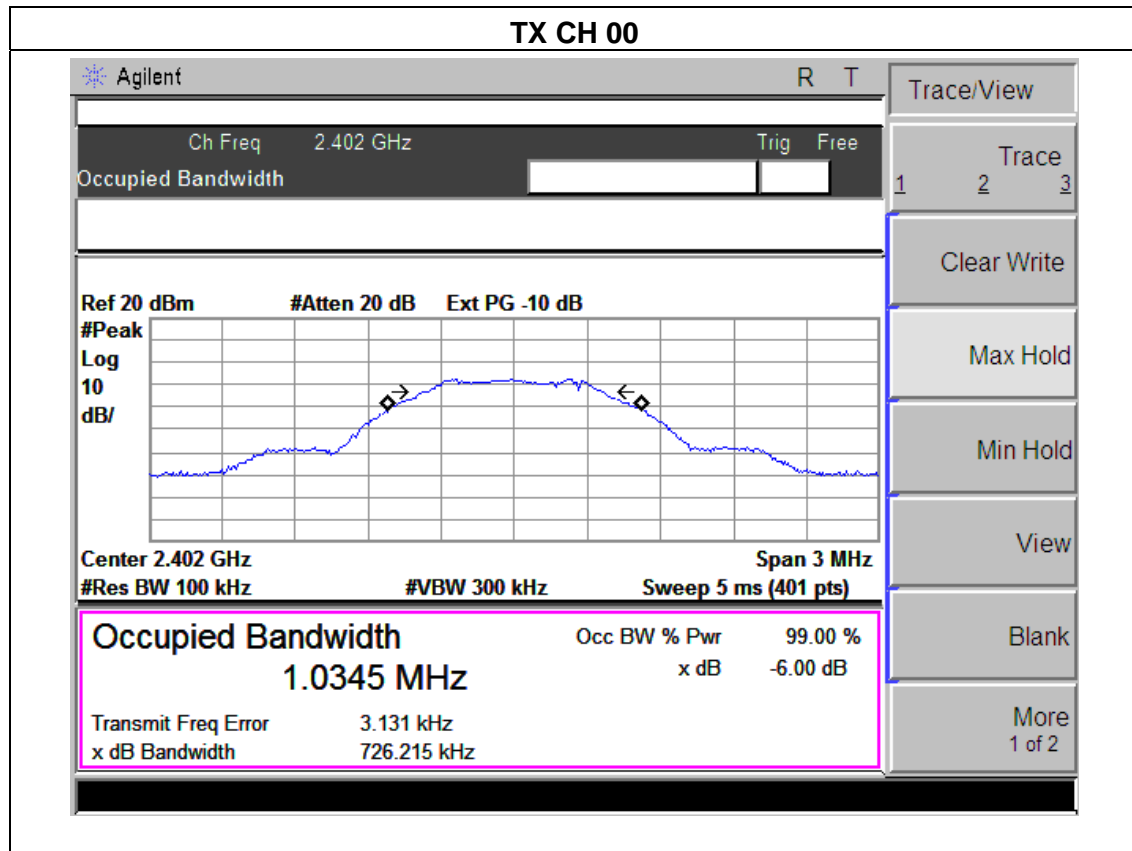 TX CH 00
Agilent R T
Ch Freq 2.402 GHz Trig Free
Occupied Bandwidth
Ref 20 dBm #Atten 20 dB Ext PG -10 dB
#Peak
Log
10
dB/
Center 2.402 GHz Span 3 MHz
#Res BW 100 kHz #VBW 300 kHz Sweep 5 ms (401 pts)
Occupied Bandwidth Occ BW % Pwr 99.00 %
1.0345 MHz x dB -6.00 dB
Transmit Freq Error 3.131 kHz
x dB Bandwidth 726.215 kHz
Trace/View
Trace
1 2 3
Clear Write
Max Hold
Min Hold
View
Blank
More
1 of 2